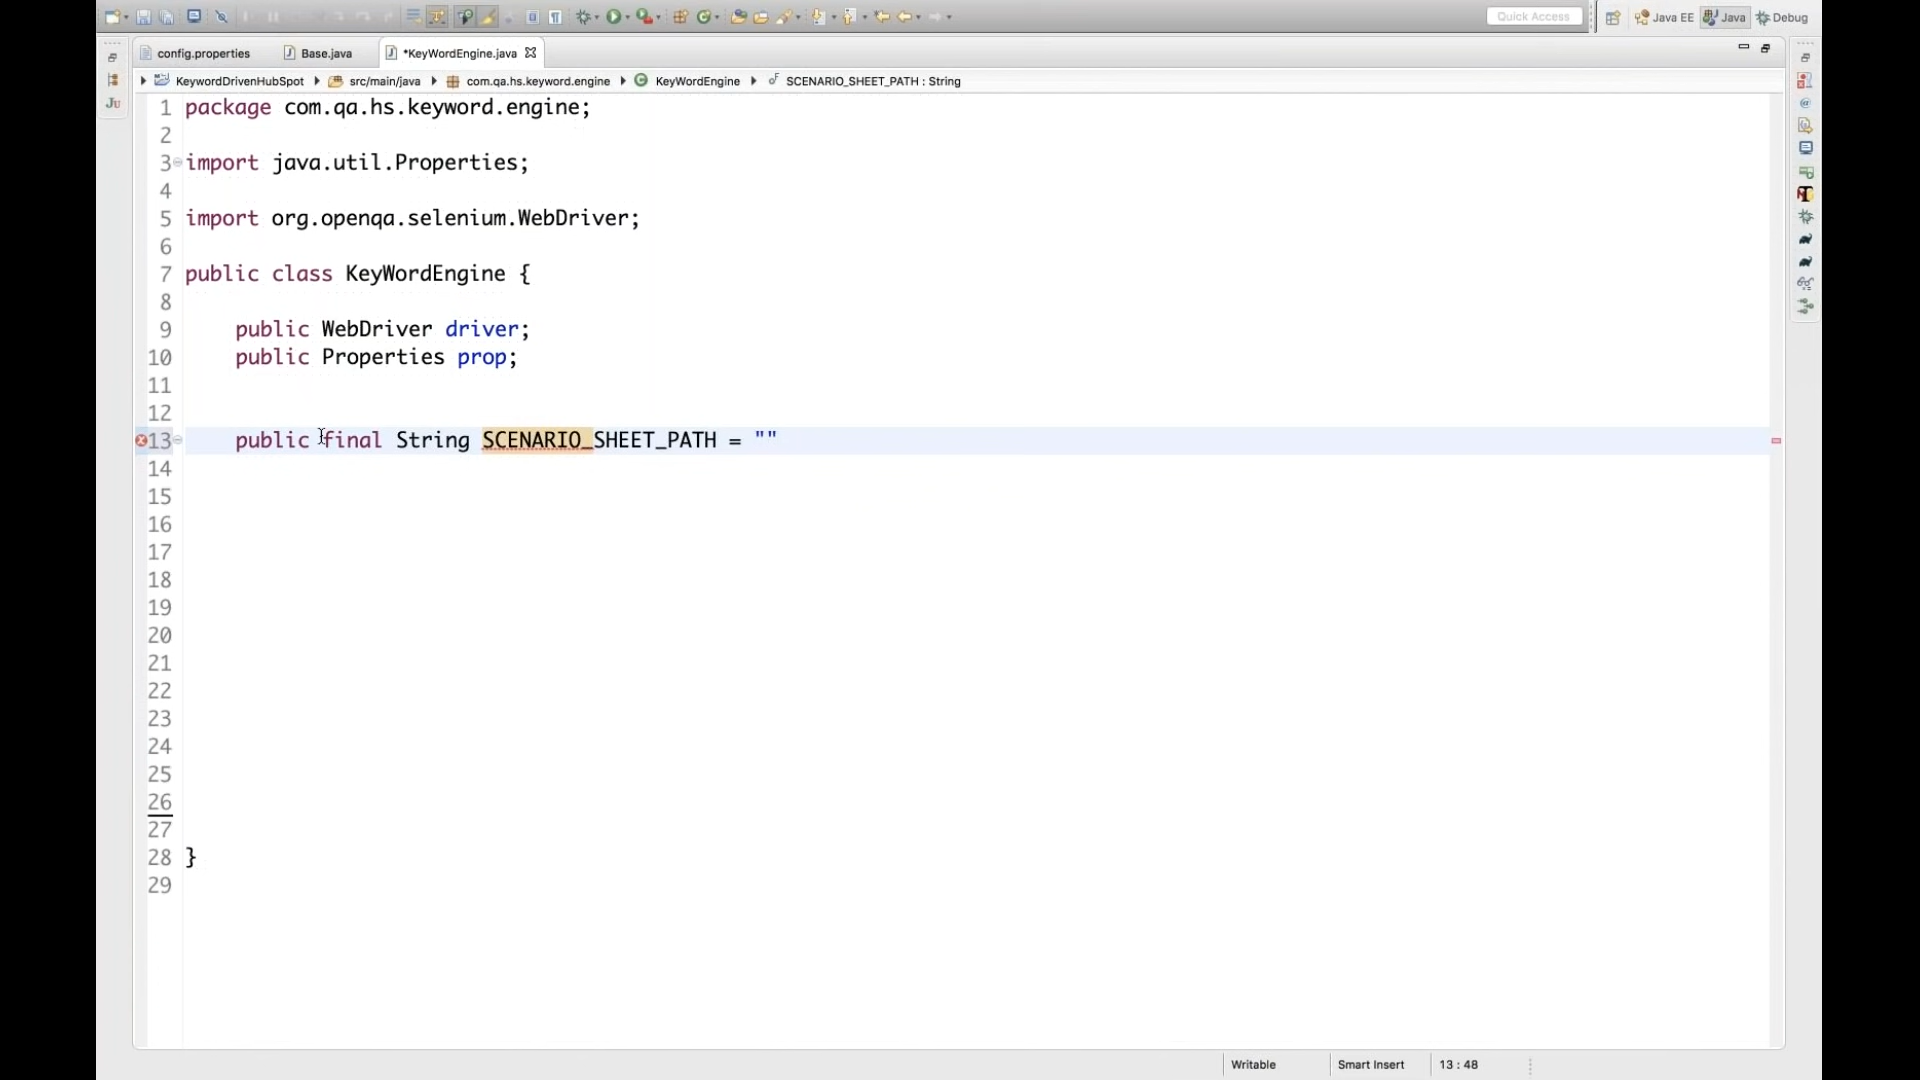 Quick Access
Java EE
Java
Debug
config.properties
Base.java
*KeyWordEngine.java
KeywordDrivenHubSpot
src/main/java
com.qa.hs.keyword.engine
KeyWordEngine
SCENARIO_SHEET_PATH : String
Ju
1 package com.qa.hs.keyword.engine;
2
3 import java.util.Properties;
4
5 import org.openqa.selenium.WebDriver;
6
7 public class KeyWordEngine {
8
9 public WebDriver driver;
10 public Properties prop;
11
12
13 public final String SCENARIO_SHEET_PATH = ""
14
15
16
17
18
19
20
21
22
23
24
25
26
27
28 }
29
Writable
Smart Insert
13 : 48